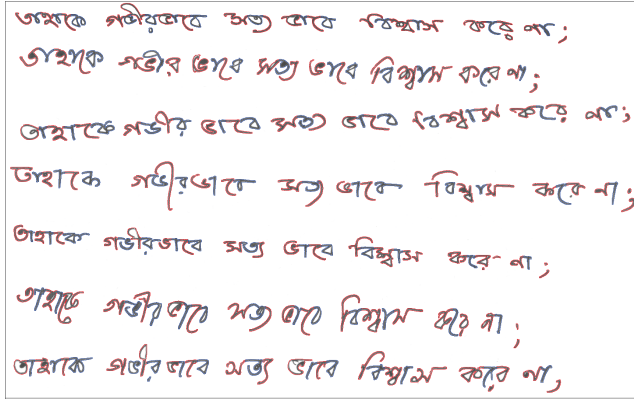 তাহাকে গভীরভাবে সত্য ভাবে বিশ্বাস করে না;
তাহাকে গভীর ভাবে সত্য ভাবে বিশ্বাস করে না;
তাহাকে গভীর ভাবে সত্য ভাবে বিশ্বাস করে না;
তাহাকে গভীরভাবে সত্য ভাবে বিশ্বাস করে না;
তাহাকে গভীরভাবে সত্য ভাবে বিশ্বাস করে না;
তাহাকে গভীর ভাবে সত্য ভাবে বিশ্বাস করে না;
তাহাকে গভীরভাবে সত্য ভাবে বিশ্বাস করে না,